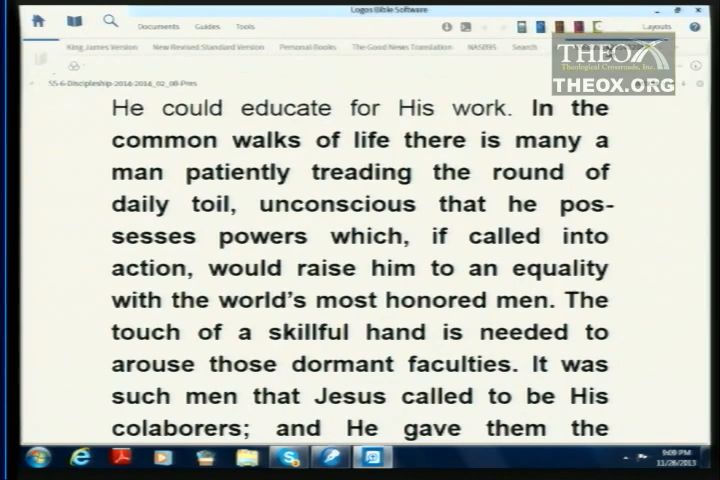 Logos Bible Software
Documents Guides Tools
Layouts
King James Version New Revised Standard Version Personal Books The Good News Translation NASB95 Search
THEOX
Theological Crossroads, Inc.
THEOX.ORG
SS-6-Discipleship-2014-2014_02_08-Pres
He could educate for His work. In the
common walks of life there is many a
man patiently treading the round of
daily toil, unconscious that he pos-
sesses powers which, if called into
action, would raise him to an equality
with the world's most honored men. The
touch of a skillful hand is needed to
arouse those dormant faculties. It was
such men that Jesus called to be His
colaborers; and He gave them the
9:09 PM
11/26/2013